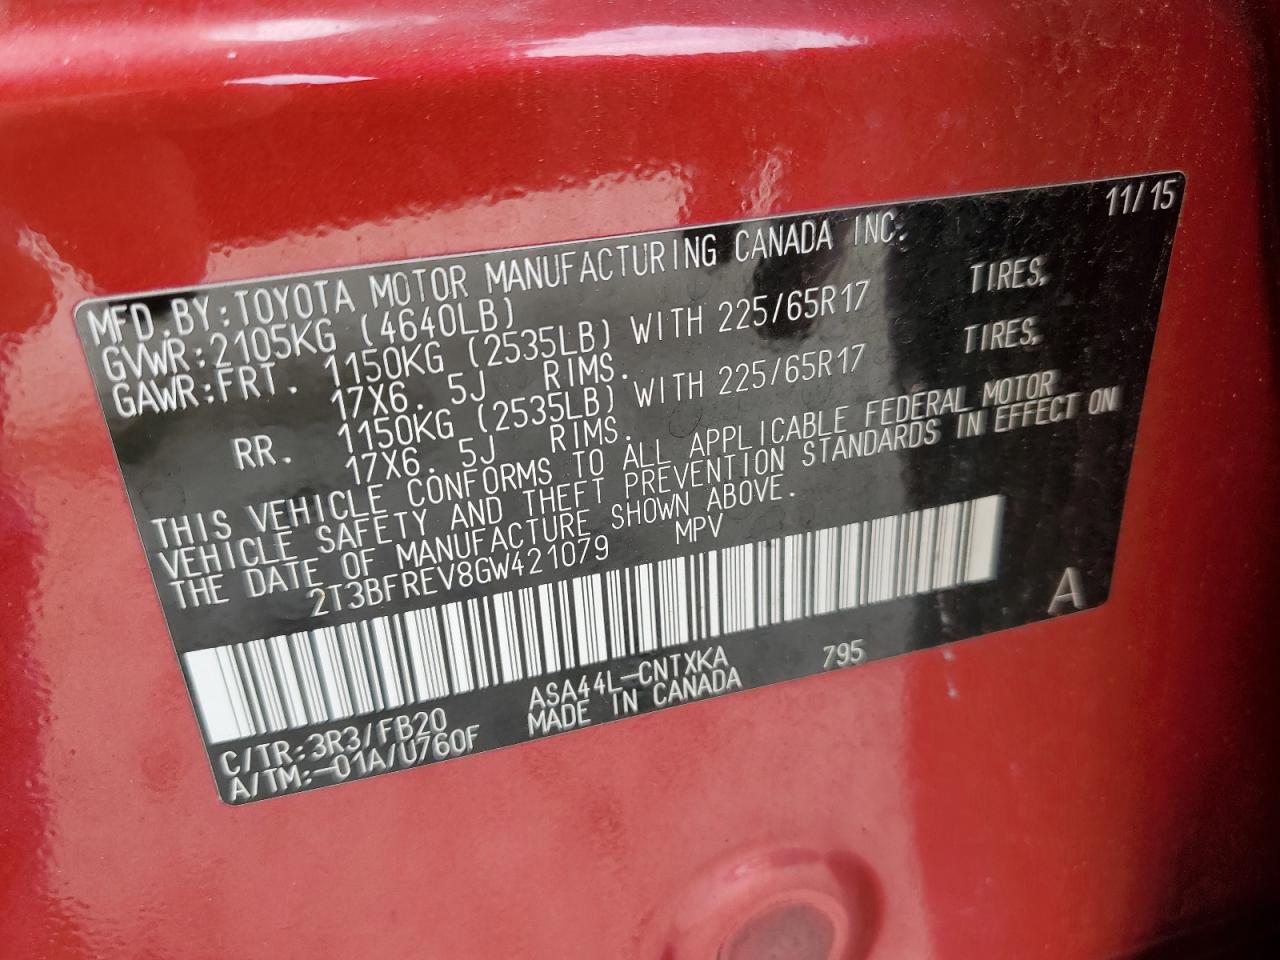 11/15
MFD.BY:TOYOTA MOTOR MANUFACTURING CANADA INC.
GVWR:2105KG (4640LB)
GAWR:FRT. 1150KG (2535LB) WITH 225/65R17 TIRES,
17X6.5J RIMS.
RR. 1150KG (2535LB) WITH 225/65R17 TIRES,
17X6.5J RIMS.
THIS VEHICLE CONFORMS TO ALL APPLICABLE FEDERAL MOTOR
VEHICLE SAFETY AND THEFT PREVENTION STANDARDS IN EFFECT ON
THE DATE OF MANUFACTURE SHOWN ABOVE.
2T3BFREV8GW421079 MPV
A
C/TR:3R3/FB20 ASA44L-CNTXKA 795
A/TM:-01A/U760F MADE IN CANADA